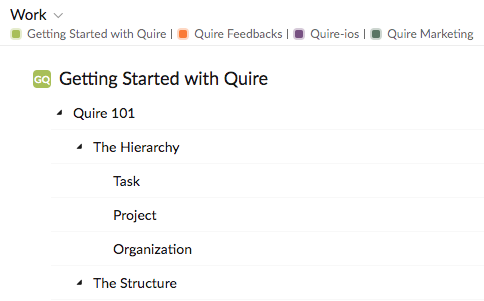 Work
Getting Started with Quire | Quire Feedbacks | Quire-ios | Quire Marketing
GQ Getting Started with Quire
Quire 101
The Hierarchy
Task
Project
Organization
The Structure